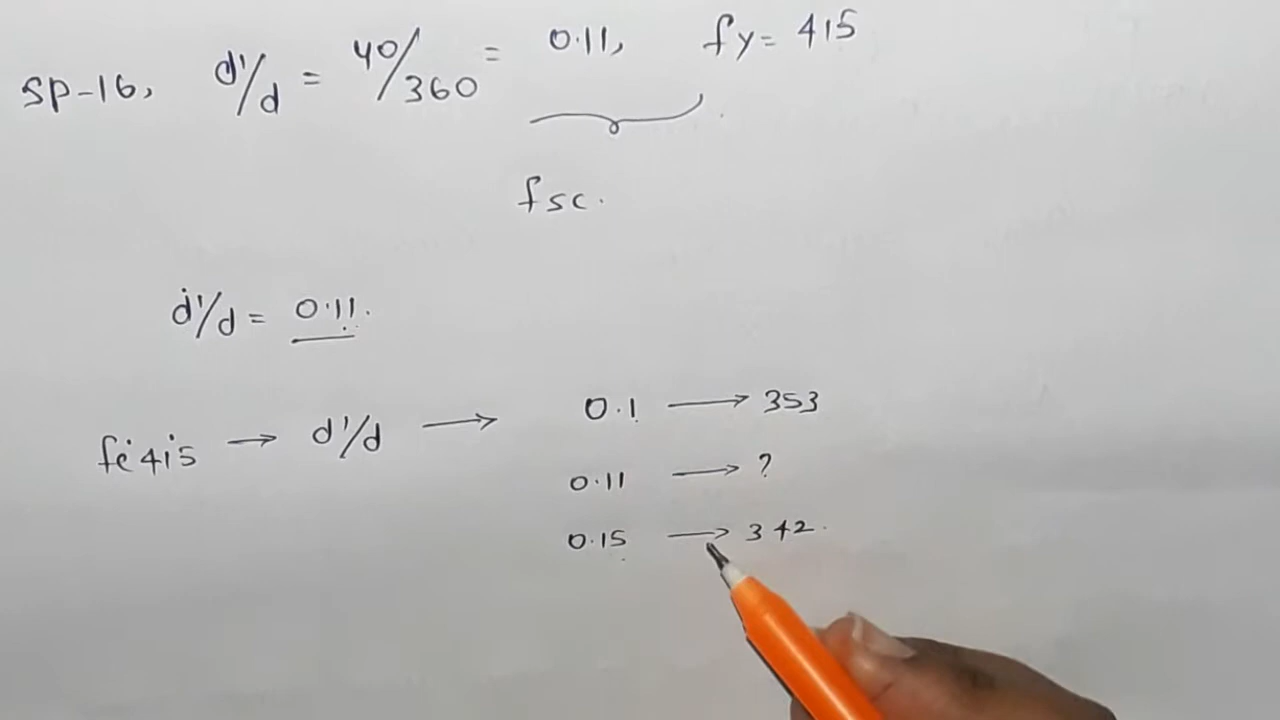 SP-16, d'/d = 40/360 = 0.11, fy = 415
fsc.
d'/d = 0.11.
fe415 → d'/d → 0.1 → 353
0.11 → ?
0.15 → 342.